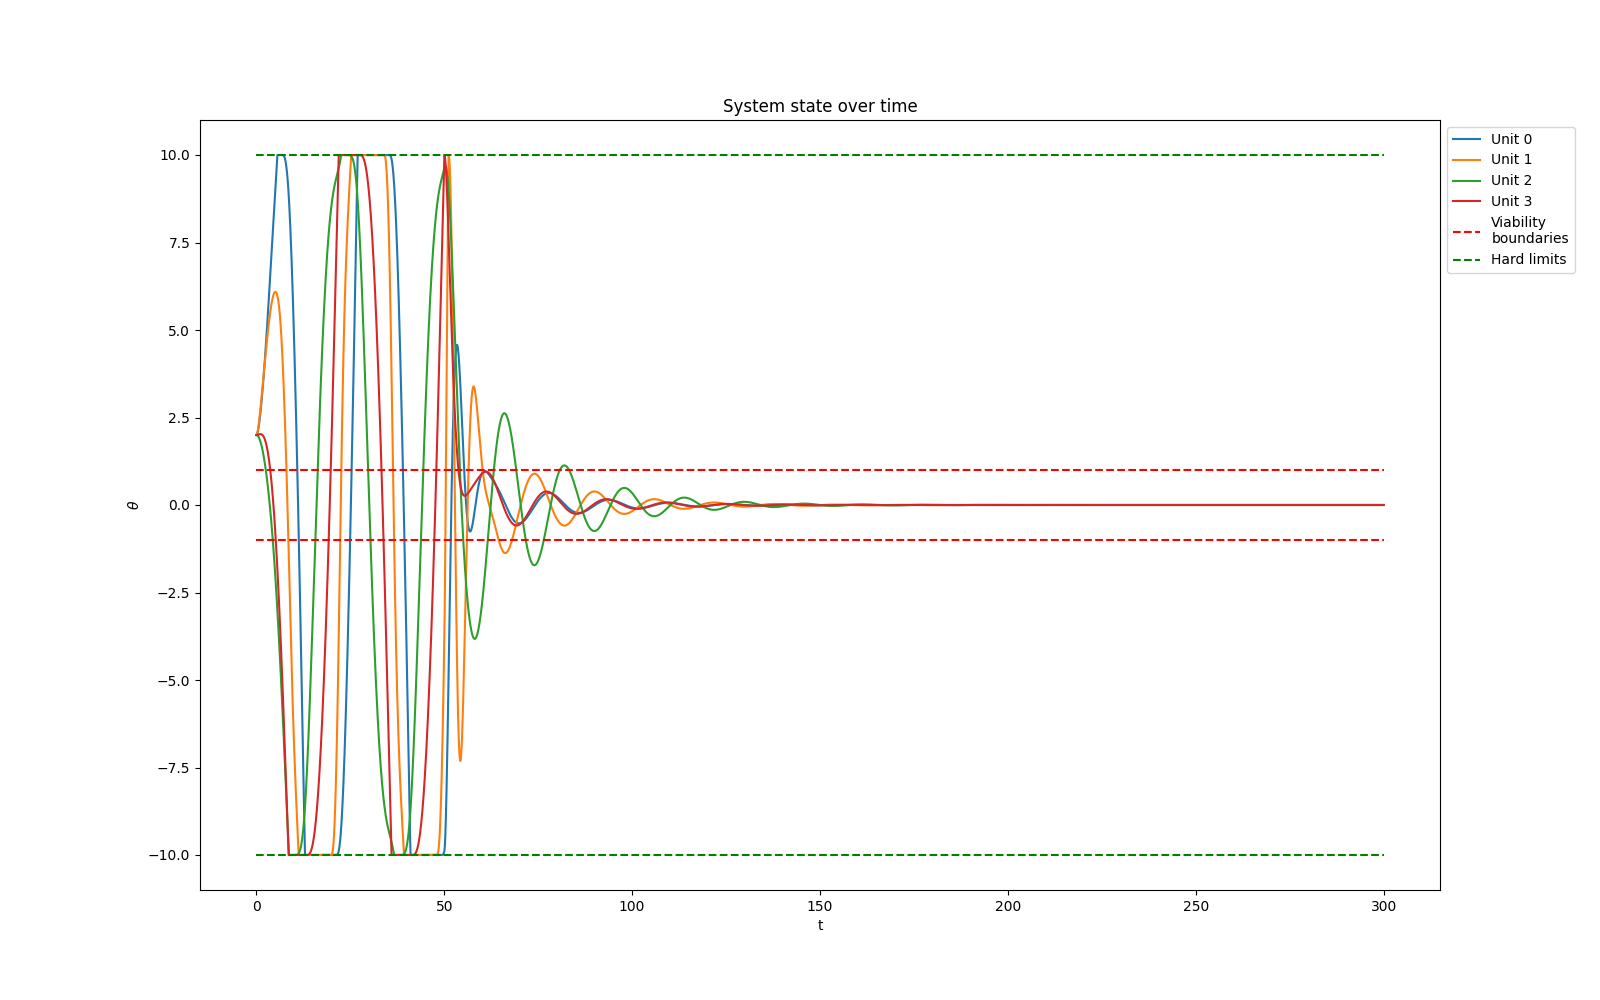 System state over time
10.0
7.5
5.0
2.5
0.0
−2.5
−5.0
−7.5
−10.0
θ
0
50
100
150
200
250
300
t
Unit 0
Unit 1
Unit 2
Unit 3
Viability
boundaries
Hard limits